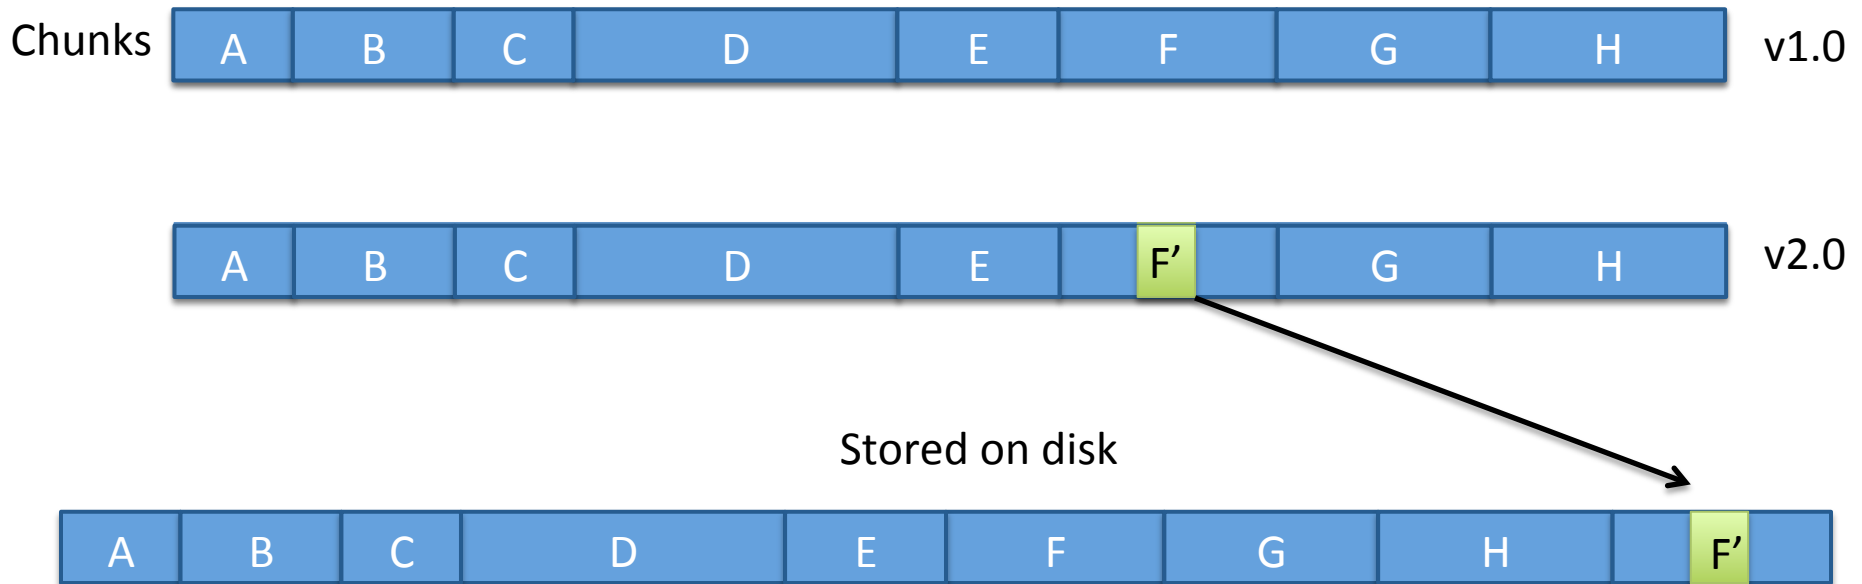 Chunks A B C D E F G H v1.0
A B C D E F’ G H v2.0
Stored on disk
A B C D E F G H F’